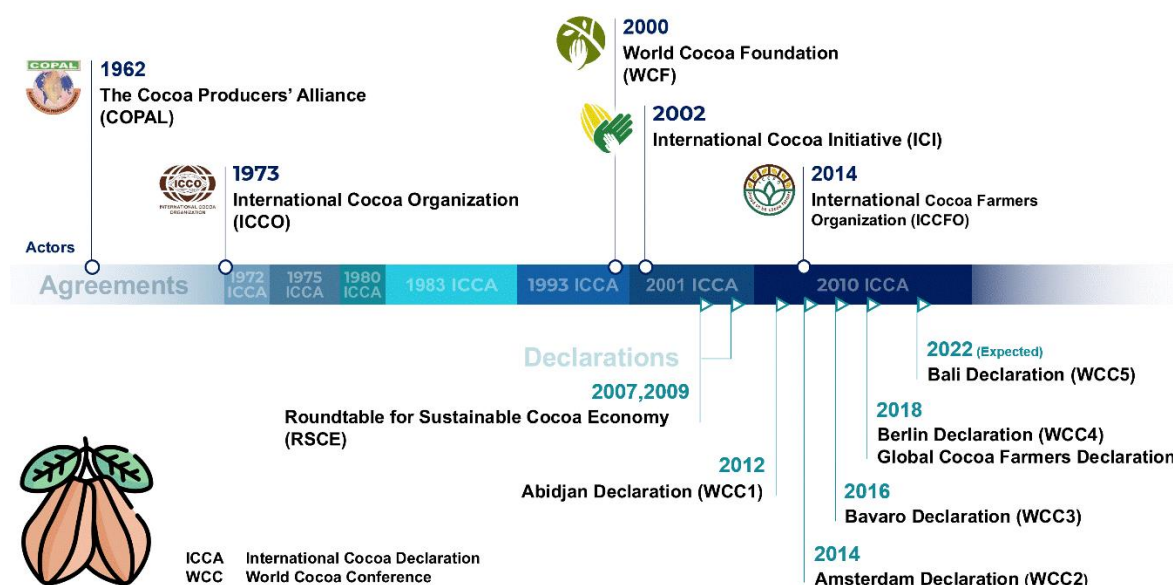 COPAL
1962
The Cocoa Producers' Alliance
(COPAL)
ICCO
INTERNATIONAL COCOA
ORGANIZATION
1973
International Cocoa Organization
(ICCO)
2000
World Cocoa Foundation
(WCF)
2002
International Cocoa Initiative (ICI)
2014
International Cocoa Farmers
Organization (ICCFO)
Actors
Agreements
1972
ICCA
1975
ICCA
1980
ICCA
1983 ICCA
1993 ICCA
2001 ICCA
2010 ICCA
Declarations
2007,2009
Roundtable for Sustainable Cocoa Economy
(RSCE)
2012
Abidjan Declaration (WCC1)
2022 (Expected)
Bali Declaration (WCC5)
2018
Berlin Declaration (WCC4)
Global Cocoa Farmers Declaration
2016
Bavaro Declaration (WCC3)
2014
Amsterdam Declaration (WCC2)
ICCA International Cocoa Declaration
WCC World Cocoa Conference